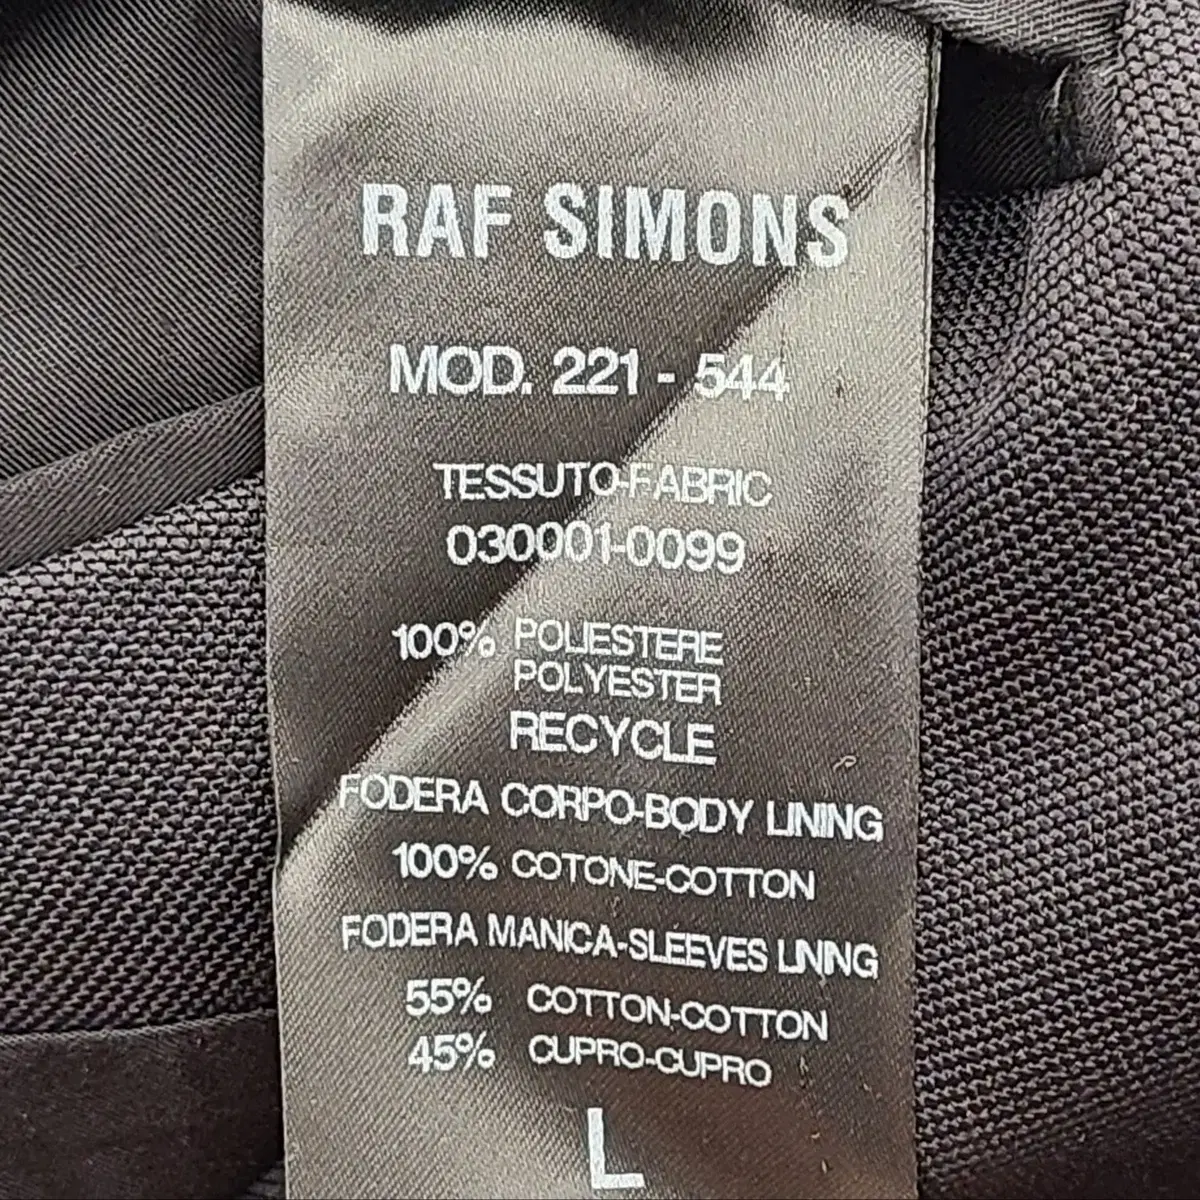 RAF SIMONS
MOD. 221 - 544
TESSUTO-FABRIC
030001-0099
100% POLIESTERE
POLYESTER
RECYCLE
FODERA CORPO-BODY LINING
100% COTONE-COTTON
FODERA MANICA-SLEEVES LINING
55% COTTON-COTTON
45% CUPRO-CUPRO
L